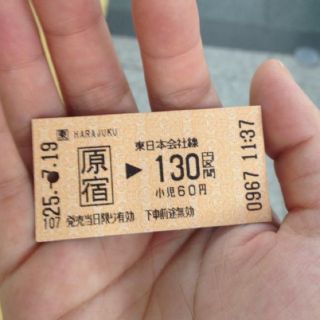 東 HARAJUKU
原宿 ▶ 東日本会社線
130円区間
小児60円
25.-7.19
107 発売当日限り有効 下車前途無効
0967 11:37